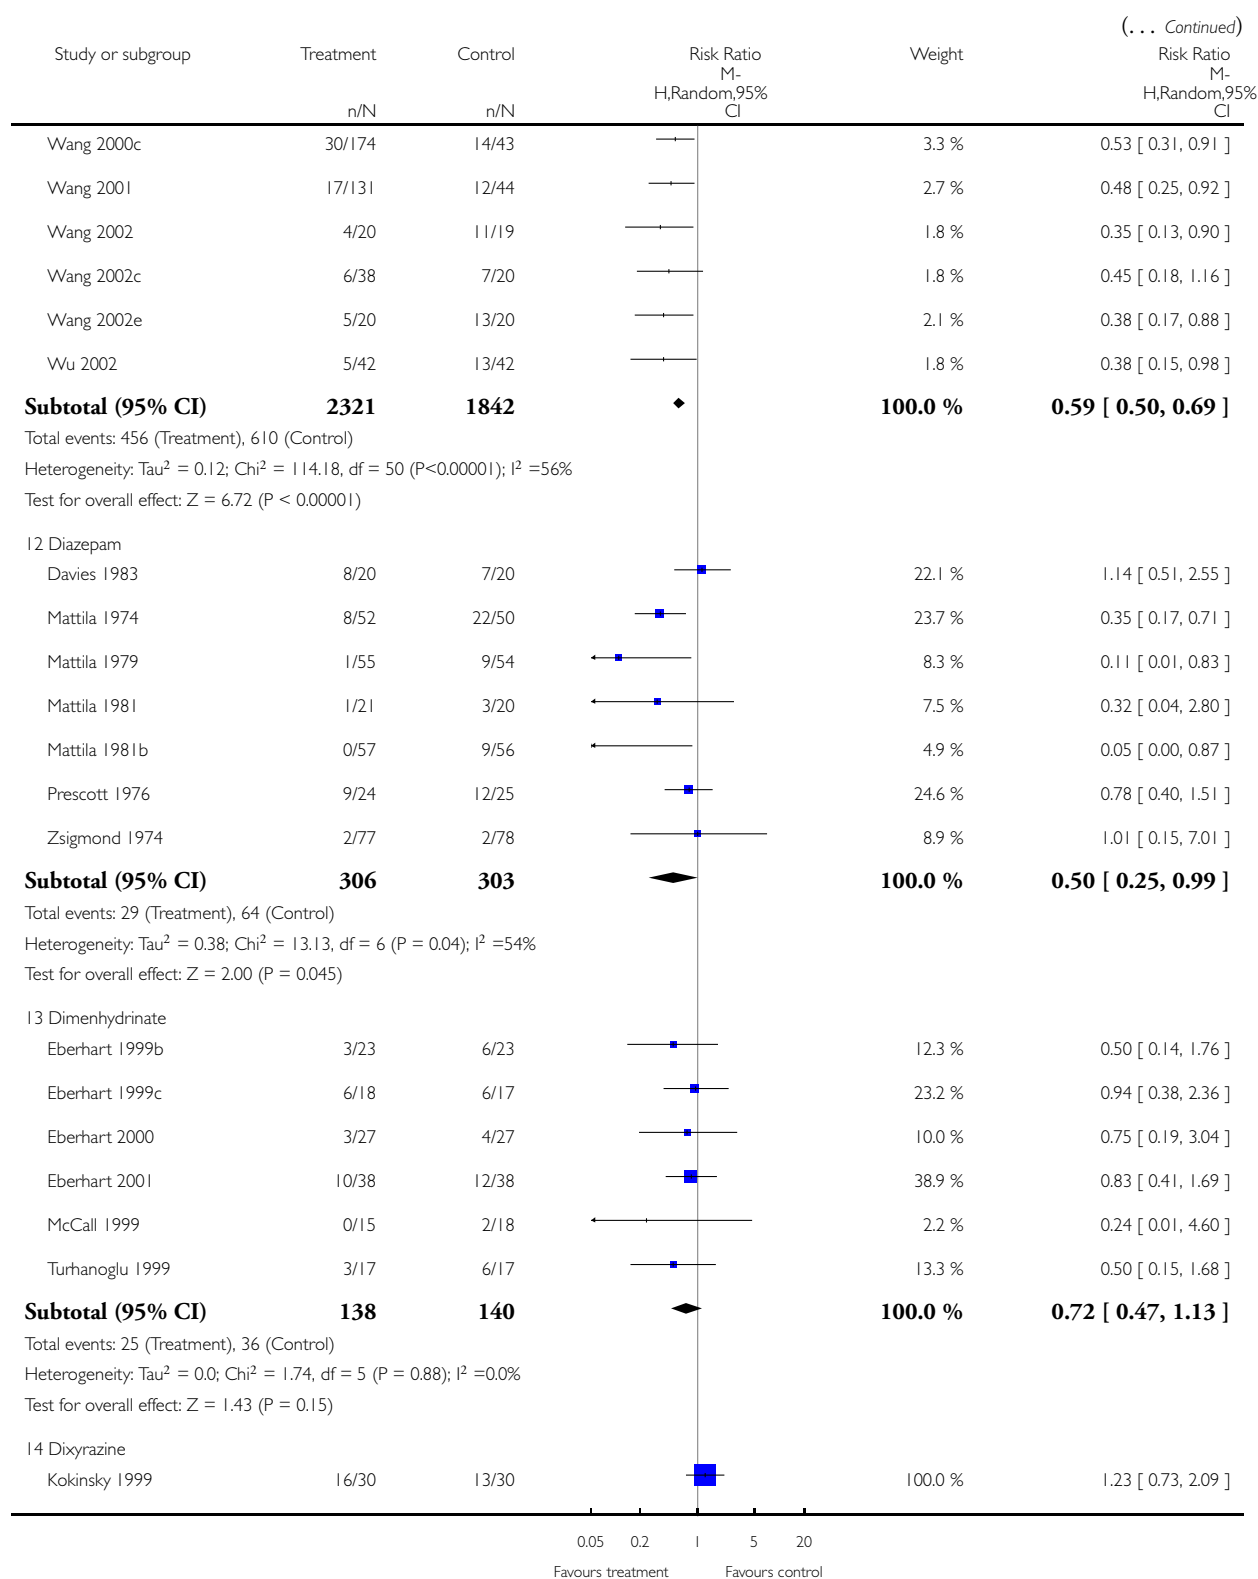 (... Continued)
Study or subgroup Treatment Control Risk Ratio Weight Risk Ratio
M- M-
H,Random,95% H,Random,95%
n/N n/N CI CI
Wang 2000c 30/174 14/43 3.3 % 0.53 [ 0.31, 0.91 ]
Wang 2001 17/131 12/44 2.7 % 0.48 [ 0.25, 0.92 ]
Wang 2002 4/20 11/19 1.8 % 0.35 [ 0.13, 0.90 ]
Wang 2002c 6/38 7/20 1.8 % 0.45 [ 0.18, 1.16 ]
Wang 2002e 5/20 13/20 2.1 % 0.38 [ 0.17, 0.88 ]
Wu 2002 5/42 13/42 1.8 % 0.38 [ 0.15, 0.98 ]
Subtotal (95% CI) 2321 1842 100.0 % 0.59 [ 0.50, 0.69 ]
Total events: 456 (Treatment), 610 (Control)
Heterogeneity: Tau² = 0.12; Chi² = 114.18, df = 50 (P<0.00001); I² =56%
Test for overall effect: Z = 6.72 (P < 0.00001)
12 Diazepam
Davies 1983 8/20 7/20 22.1 % 1.14 [ 0.51, 2.55 ]
Mattila 1974 8/52 22/50 23.7 % 0.35 [ 0.17, 0.71 ]
Mattila 1979 1/55 9/54 8.3 % 0.11 [ 0.01, 0.83 ]
Mattila 1981 1/21 3/20 7.5 % 0.32 [ 0.04, 2.80 ]
Mattila 1981b 0/57 9/56 4.9 % 0.05 [ 0.00, 0.87 ]
Prescott 1976 9/24 12/25 24.6 % 0.78 [ 0.40, 1.51 ]
Zsigmond 1974 2/77 2/78 8.9 % 1.01 [ 0.15, 7.01 ]
Subtotal (95% CI) 306 303 100.0 % 0.50 [ 0.25, 0.99 ]
Total events: 29 (Treatment), 64 (Control)
Heterogeneity: Tau² = 0.38; Chi² = 13.13, df = 6 (P = 0.04); I² =54%
Test for overall effect: Z = 2.00 (P = 0.045)
13 Dimenhydrinate
Eberhart 1999b 3/23 6/23 12.3 % 0.50 [ 0.14, 1.76 ]
Eberhart 1999c 6/18 6/17 23.2 % 0.94 [ 0.38, 2.36 ]
Eberhart 2000 3/27 4/27 10.0 % 0.75 [ 0.19, 3.04 ]
Eberhart 2001 10/38 12/38 38.9 % 0.83 [ 0.41, 1.69 ]
McCall 1999 0/15 2/18 2.2 % 0.24 [ 0.01, 4.60 ]
Turhanoglu 1999 3/17 6/17 13.3 % 0.50 [ 0.15, 1.68 ]
Subtotal (95% CI) 138 140 100.0 % 0.72 [ 0.47, 1.13 ]
Total events: 25 (Treatment), 36 (Control)
Heterogeneity: Tau² = 0.0; Chi² = 1.74, df = 5 (P = 0.88); I² =0.0%
Test for overall effect: Z = 1.43 (P = 0.15)
14 Dixyrazine
Kokinsky 1999 16/30 13/30 100.0 % 1.23 [ 0.73, 2.09 ]
0.05 0.2 1 5 20
Favours treatment Favours control